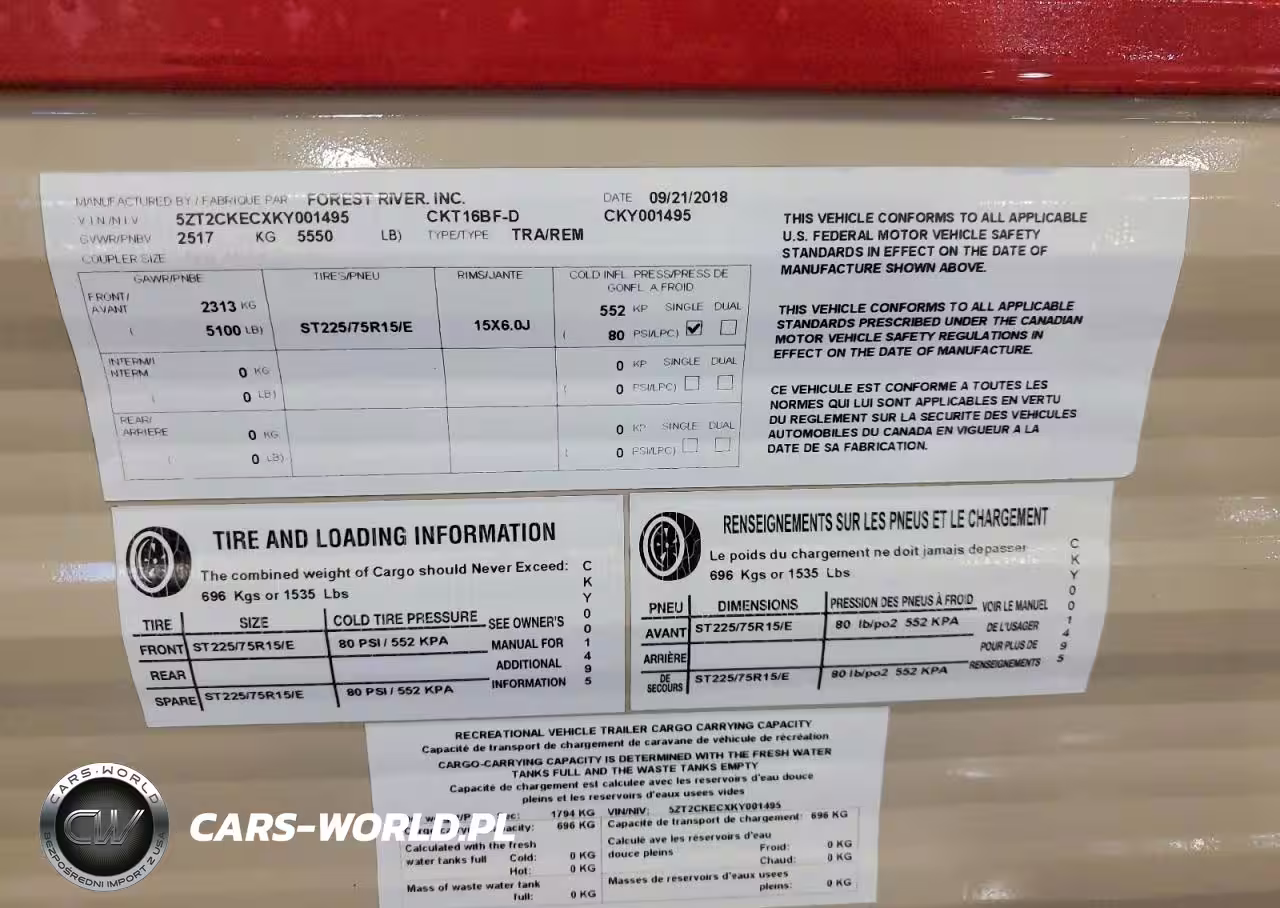 MANUFACTURED BY / FABRIQUE PAR FOREST RIVER, INC. DATE 09/21/2018
V I N / N I V 5ZT2CKECXKY001495 CKT16BF-D CKY001495
GVWR/PNBV 2517 KG 5550 LB) TYPE/TYPE TRA/REM
COUPLER SIZE
GAWR/PNBE TIRES/PNEU RIMS/JANTE COLD INFL. PRESS/PRESS DE
GONFL. A FROID
FRONT/
AVANT 2313 KG 552 KP SINGLE DUAL
( 5100 LB) ST225/75R15/E 15X6.0J ( 80 PSI/LPC)
INTERM/I
NTERM. 0 KG 0 KP SINGLE DUAL
( 0 LB) ( 0 PSI/LPC)
REAR/
ARRIERE 0 KG 0 KP SINGLE DUAL
( 0 LB) ( 0 PSI/LPC)
THIS VEHICLE CONFORMS TO ALL APPLICABLE
U.S. FEDERAL MOTOR VEHICLE SAFETY
STANDARDS IN EFFECT ON THE DATE OF
MANUFACTURE SHOWN ABOVE.
THIS VEHICLE CONFORMS TO ALL APPLICABLE
STANDARDS PRESCRIBED UNDER THE CANADIAN
MOTOR VEHICLE SAFETY REGULATIONS IN
EFFECT ON THE DATE OF MANUFACTURE.
CE VEHICULE EST CONFORME A TOUTES LES
NORMES QUI LUI SONT APPLICABLES EN VERTU
DU REGLEMENT SUR LA SECURITE DES VEHICULES
AUTOMOBILES DU CANADA EN VIGUEUR A LA
DATE DE SA FABRICATION.
TIRE AND LOADING INFORMATION
The combined weight of Cargo should Never Exceed:
696 Kgs or 1535 Lbs
TIRE SIZE COLD TIRE PRESSURE SEE OWNER'S
FRONT ST225/75R15/E 80 PSI / 552 KPA MANUAL FOR
REAR ADDITIONAL
SPARE ST225/75R15/E 80 PSI / 552 KPA INFORMATION
CKY001495
RENSEIGNEMENTS SUR LES PNEUS ET LE CHARGEMENT
Le poids du chargement ne doit jamais depasser
696 Kgs or 1535 Lbs
PNEU DIMENSIONS PRESSION DES PNEUS À FROID VOIR LE MANUEL
AVANT ST225/75R15/E 80 lb/po2 552 KPA DE L'USAGER
ARRIÈRE POUR PLUS DE
DE
SECOURS ST225/75R15/E 80 lb/po2 552 KPA RENSEIGNEMENTS
CKY001495
RECREATIONAL VEHICLE TRAILER CARGO CARRYING CAPACITY
Capacité de transport de chargement de caravane de véhicule de récréation
CARGO-CARRYING CAPACITY IS DETERMINED WITH THE FRESH WATER
TANKS FULL AND THE WASTE TANKS EMPTY
Capacité de chargement est calculee avec les reservoirs d'eau douce
pleins et les reservoirs d'eaux usees vides
1794 KG VIN/NIV: 5ZT2CKECXKY001495
696 KG Capacite de transport de chargement: 696 KG
Calculated with the fresh
water tanks full Cold: 0 KG
Hot: 0 KG
Calculé ave les réservoirs d'eau
douce pleins Froid: 0 KG
Chaud: 0 KG
Mass of waste water tank
full: 0 KG
Masses de reservoir d'eaux usees
pleins: 0 KG
CARS-WORLD
CW
BEZPOŚREDNI IMPORT Z USA
CARS-WORLD.PL